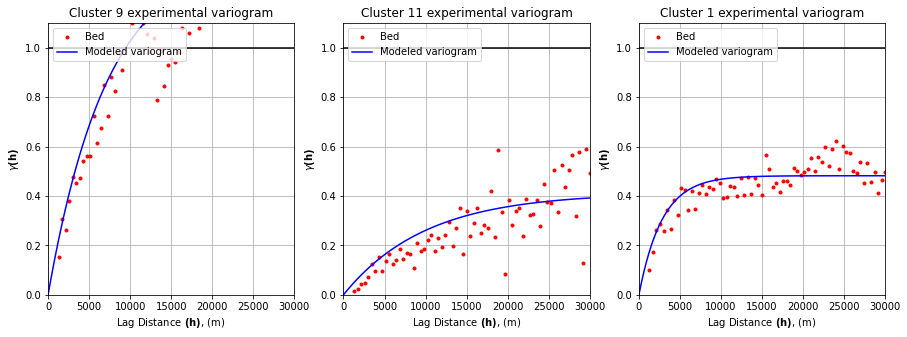 Cluster 9 experimental variogram
Bed
Modeled variogram
1.0
0.8
0.6
0.4
0.2
0.0
γ(h)
0 5000 10000 15000 20000 25000 30000
Lag Distance (h), (m)
Cluster 11 experimental variogram
Bed
Modeled variogram
1.0
0.8
0.6
0.4
0.2
0.0
γ(h)
0 5000 10000 15000 20000 25000 30000
Lag Distance (h), (m)
Cluster 1 experimental variogram
Bed
Modeled variogram
1.0
0.8
0.6
0.4
0.2
0.0
γ(h)
0 5000 10000 15000 20000 25000 30000
Lag Distance (h), (m)